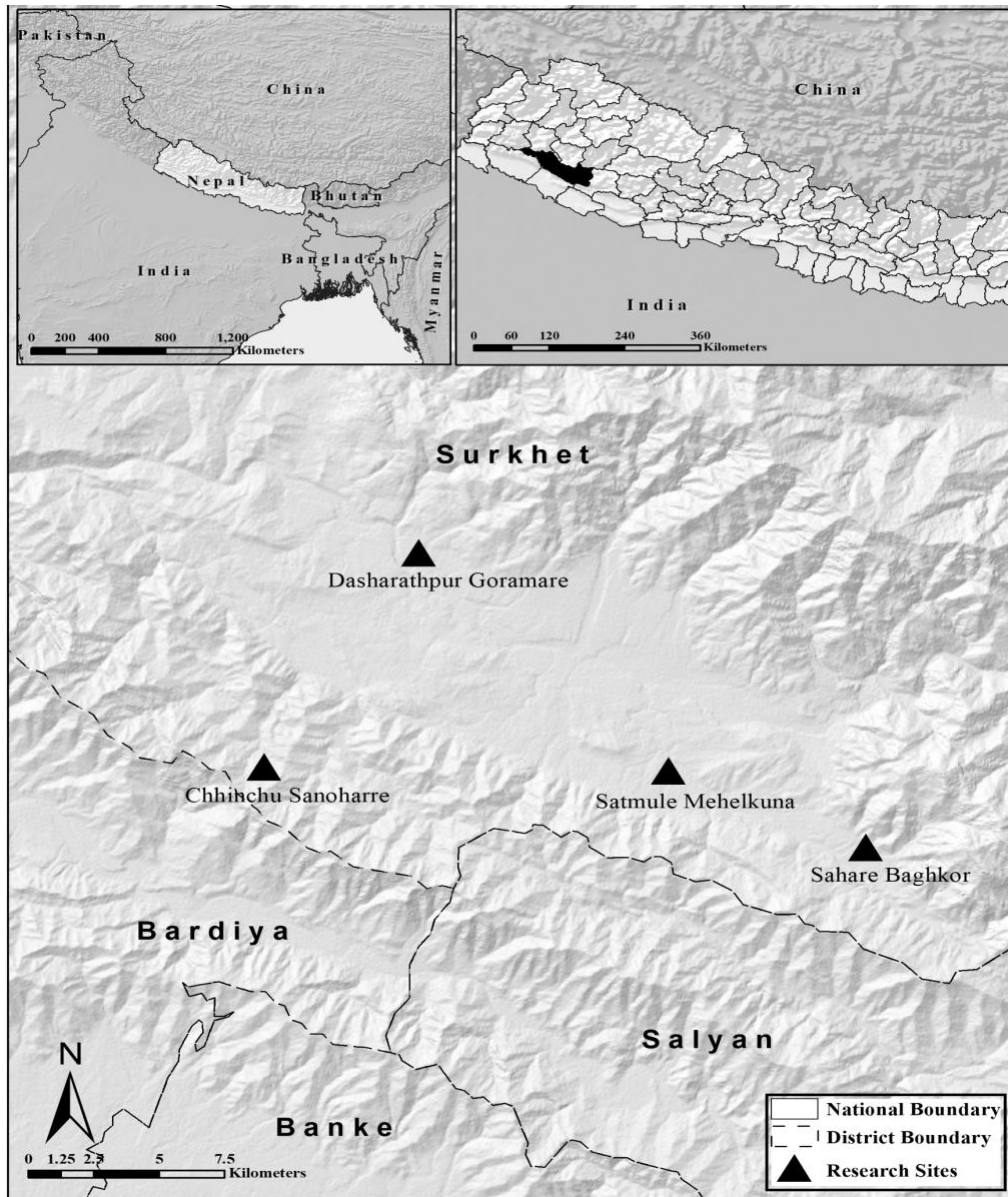 Pakistan
China
Nepal
Bhutan
India
Bangladesh
Myanmar
0 200 400 800 1,200
Kilometers
China
India
0 60 120 240 360
Kilometers
Surkhet
Dasharathpur Goramare
Chhinchu Sanoharre
Satmule Mehelkuna
Sahare Baghkor
Bardiya
Salyan
Banke
N
0 1.25 2.5 5 7.5
Kilometers
National Boundary
District Boundary
Research Sites